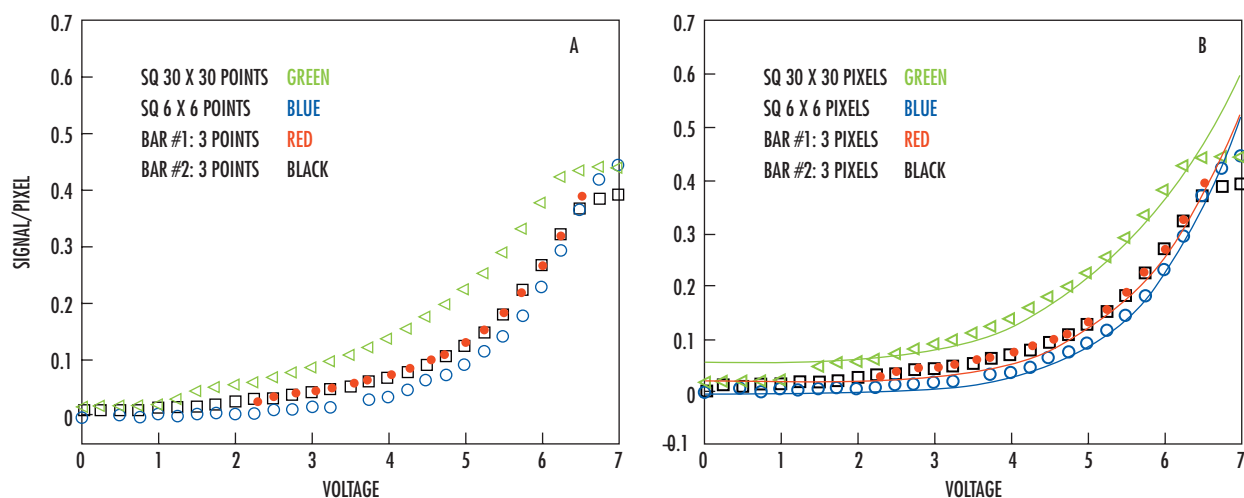 A
SQ 30 X 30 POINTS GREEN
SQ 6 X 6 POINTS BLUE
BAR #1: 3 POINTS RED
BAR #2: 3 POINTS BLACK
0.7
0.6
0.5
0.4
0.3
0.2
0.1
0
SIGNAL/PIXEL
0 1 2 3 4 5 6 7
VOLTAGE
B
SQ 30 X 30 PIXELS GREEN
SQ 6 X 6 PIXELS BLUE
BAR #1: 3 PIXELS RED
BAR #2: 3 PIXELS BLACK
0.7
0.6
0.5
0.4
0.3
0.2
0.1
0
-0.1
0 1 2 3 4 5 6 7
VOLTAGE